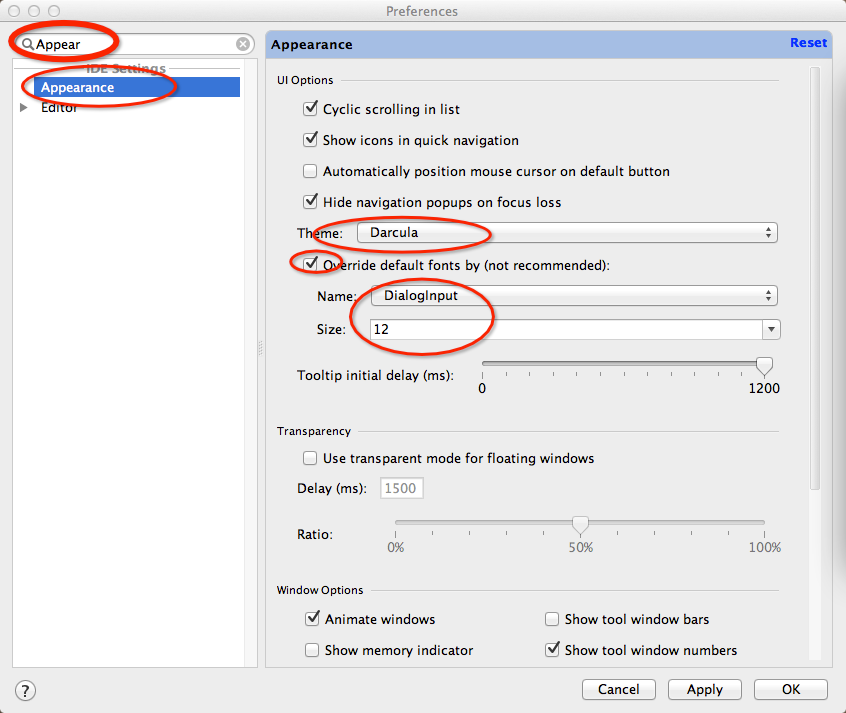 Preferences
Appear
IDE Settings
Appearance
Editor
Appearance
Reset
UI Options
Cyclic scrolling in list
Show icons in quick navigation
Automatically position mouse cursor on default button
Hide navigation popups on focus loss
Theme: Darcula
Override default fonts by (not recommended):
Name: DialogInput
Size: 12
Tooltip initial delay (ms):
0 1200
Transparency
Use transparent mode for floating windows
Delay (ms): 1500
Ratio:
0% 50% 100%
Window Options
Animate windows Show tool window bars
Show memory indicator Show tool window numbers
? Cancel Apply OK